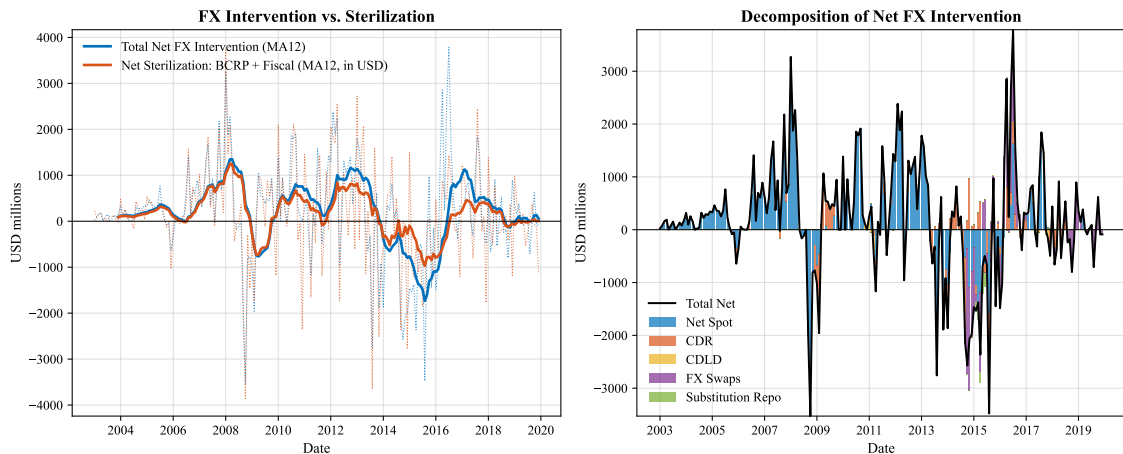 FX Intervention vs. Sterilization
4000
3000
2000
1000
0
−1000
−2000
−3000
−4000
USD millions
Total Net FX Intervention (MA12)
Net Sterilization: BCRP + Fiscal (MA12, in USD)
2004
2006
2008
2010
2012
2014
2016
2018
2020
Date
Decomposition of Net FX Intervention
3000
2000
1000
0
−1000
−2000
−3000
USD millions
Total Net
Net Spot
CDR
CDLD
FX Swaps
Substitution Repo
2003
2005
2007
2009
2011
2013
2015
2017
2019
Date